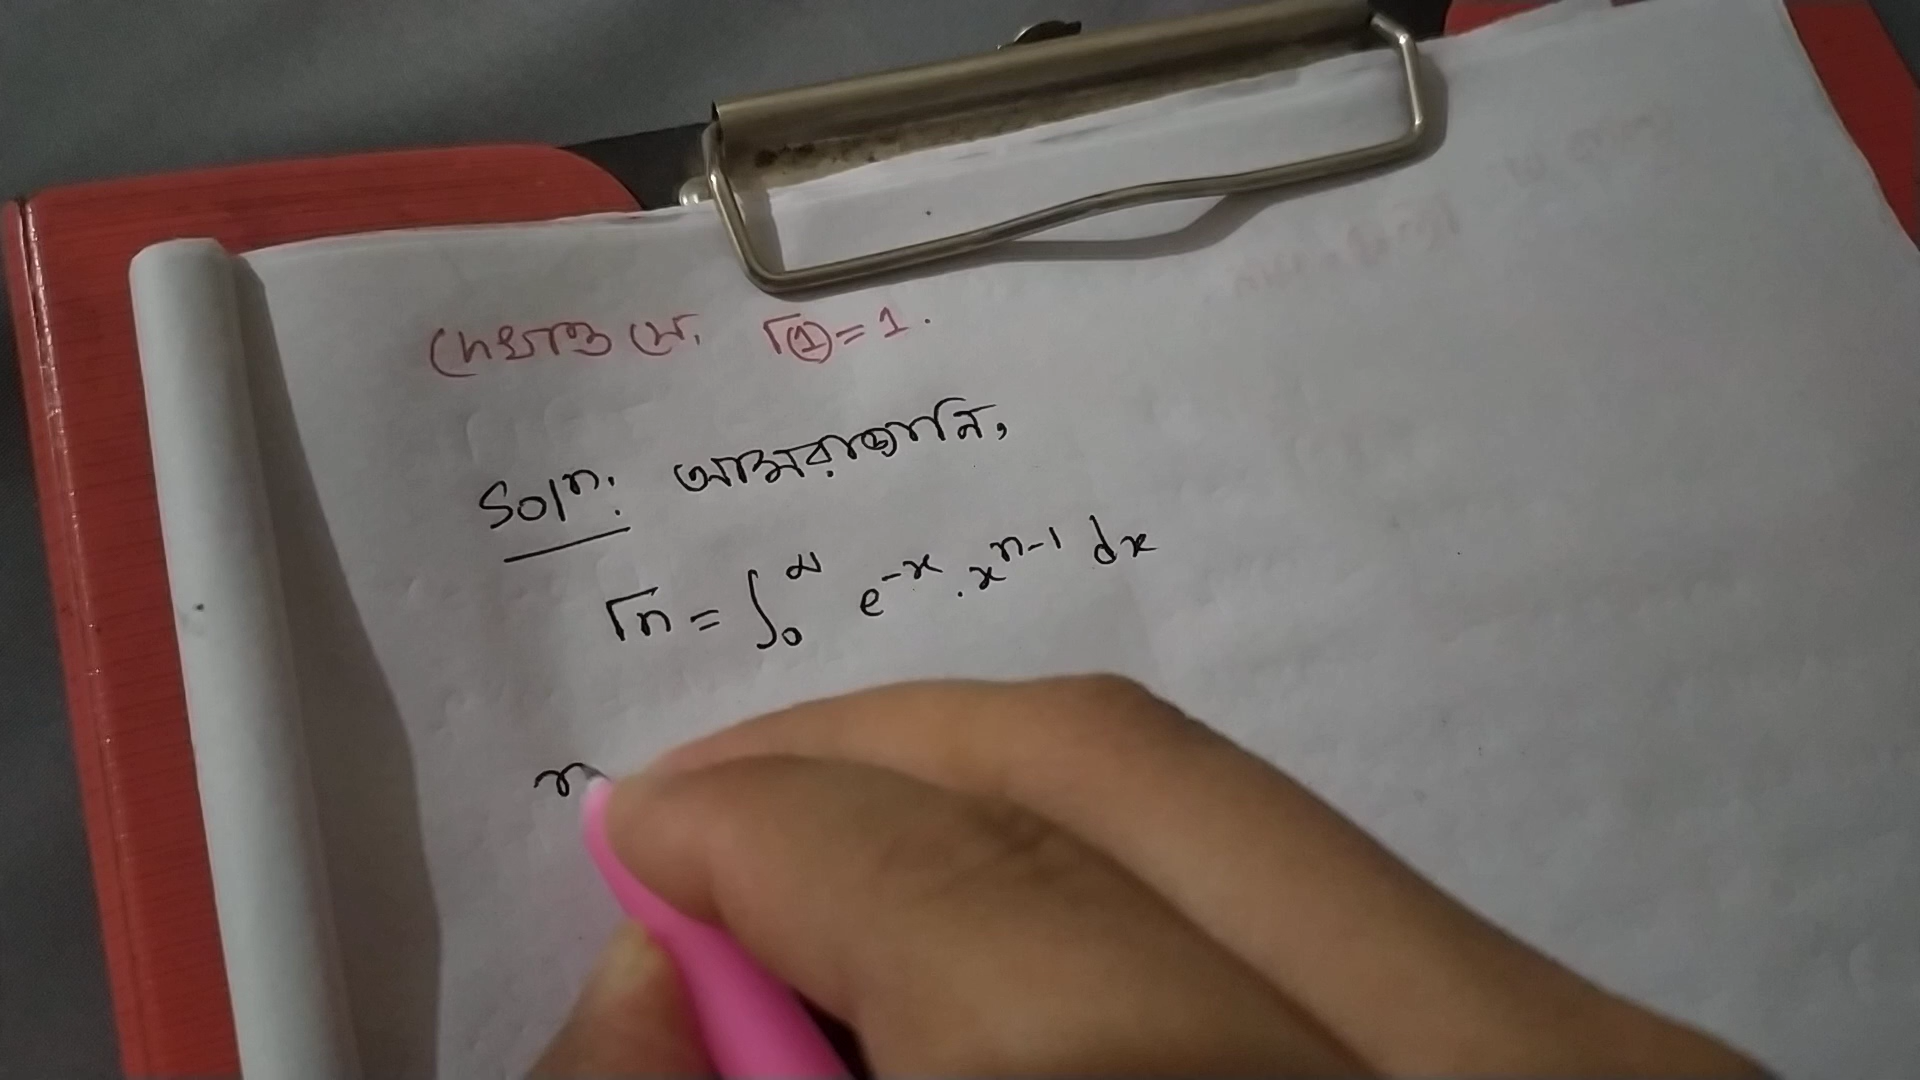 দেখাও যে, Γ(1) = 1.
Solⁿ: আমরা জানি,
Γn = ∫₀^∞ e^{-x} . x^{n-1} dx
n